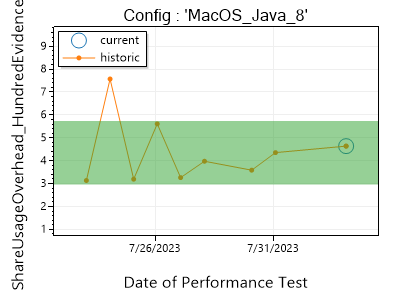 Config : 'MacOS_Java_8'
current
historic
ShareUsageOverhead_HundredEvidence
9
8
7
6
5
4
3
2
1
7/26/2023
7/31/2023
Date of Performance Test